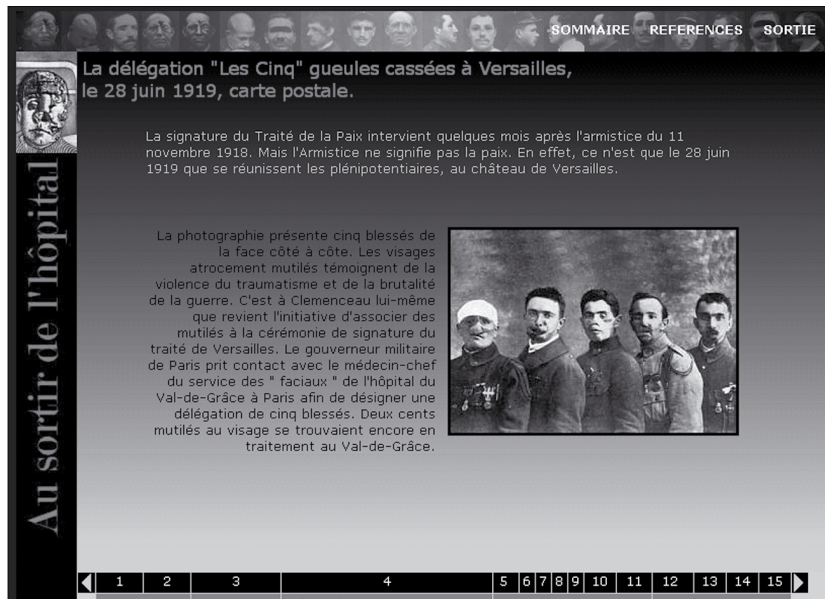 SOMMAIRE REFERENCES SORTIE
La délégation "Les Cinq" gueules cassées à Versailles,
le 28 juin 1919, carte postale.
La signature du Traité de la Paix intervient quelques mois après l'armistice du 11
novembre 1918. Mais l'Armistice ne signifie pas la paix. En effet, ce n'est que le 28 juin
1919 que se réunissent les plénipotentiaires, au château de Versailles.
La photographie présente cinq blessés de
la face côté à côte. Les visages
atrocement mutilés témoignent de la
violence du traumatisme et de la brutalité
de la guerre. C'est à Clemenceau lui-même
que revient l'initiative d'associer des
mutilés à la cérémonie de signature du
traité de Versailles. Le gouverneur militaire
de Paris prit contact avec le médecin-chef
du service des " faciaux " de l'hôpital du
Val-de-Grâce à Paris afin de désigner une
délégation de cinq blessés. Deux cents
mutilés au visage se trouvaient encore en
traitement au Val-de-Grâce.
Au sortir de l'hôpital
1 2 3 4 5 6 7 8 9 10 11 12 13 14 15